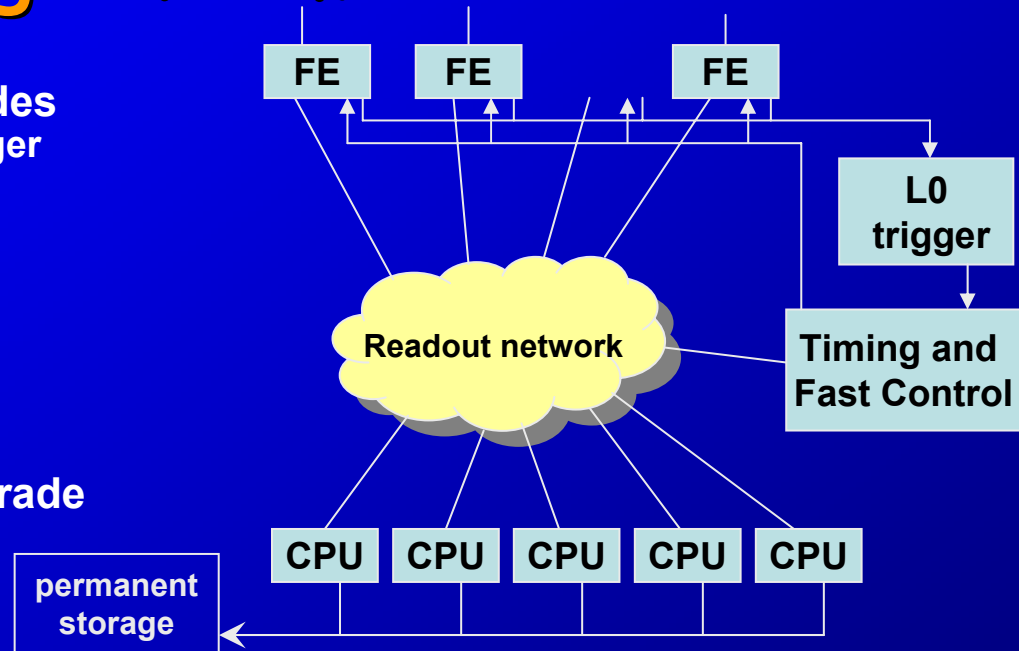 FE
FE
FE
des
ger
L0
trigger
Readout network
Timing and
Fast Control
rade
CPU
CPU
CPU
CPU
CPU
permanent
storage